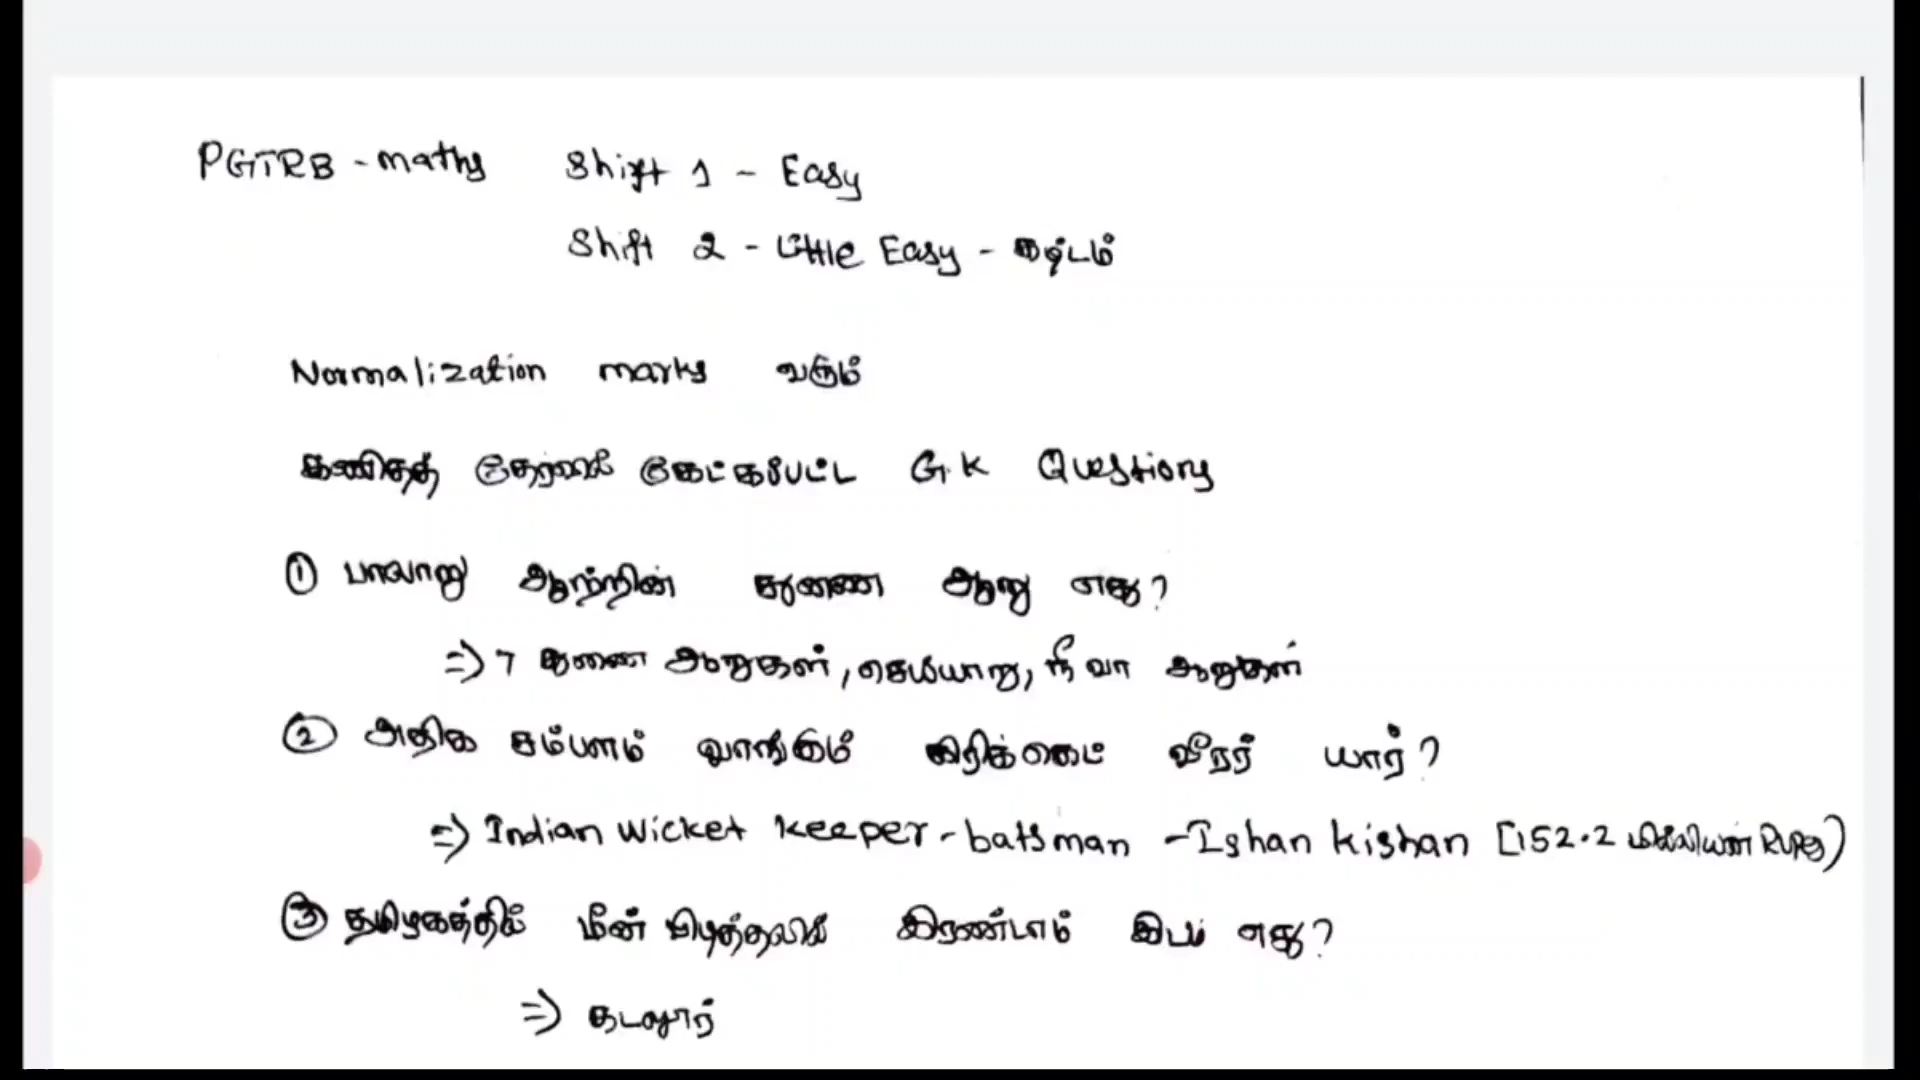 PGTRB - maths Shift 1 - Easy
Shift 2 - Little Easy - கஷ்டம்
Normalization marks வரும்
கணிதத் தேர்வில் கேட்கப்பட்ட G.K Questions
① பாலாறு ஆற்றின் துணை ஆறு எது?
=> 7 துணை ஆறுகள், செய்யாறு, நீவா ஆறுகள்
② அதிக சம்பளம் வாங்கும் கிரிக்கெட் வீரர் யார்?
=> Indian wicket keeper - batsman - Ishan kishan [152.2 மில்லியன் Rupe)
③ தமிழகத்தில் மீன் பிடித்தலில் இரண்டாம் இடம் எது?
=> கடலூர்